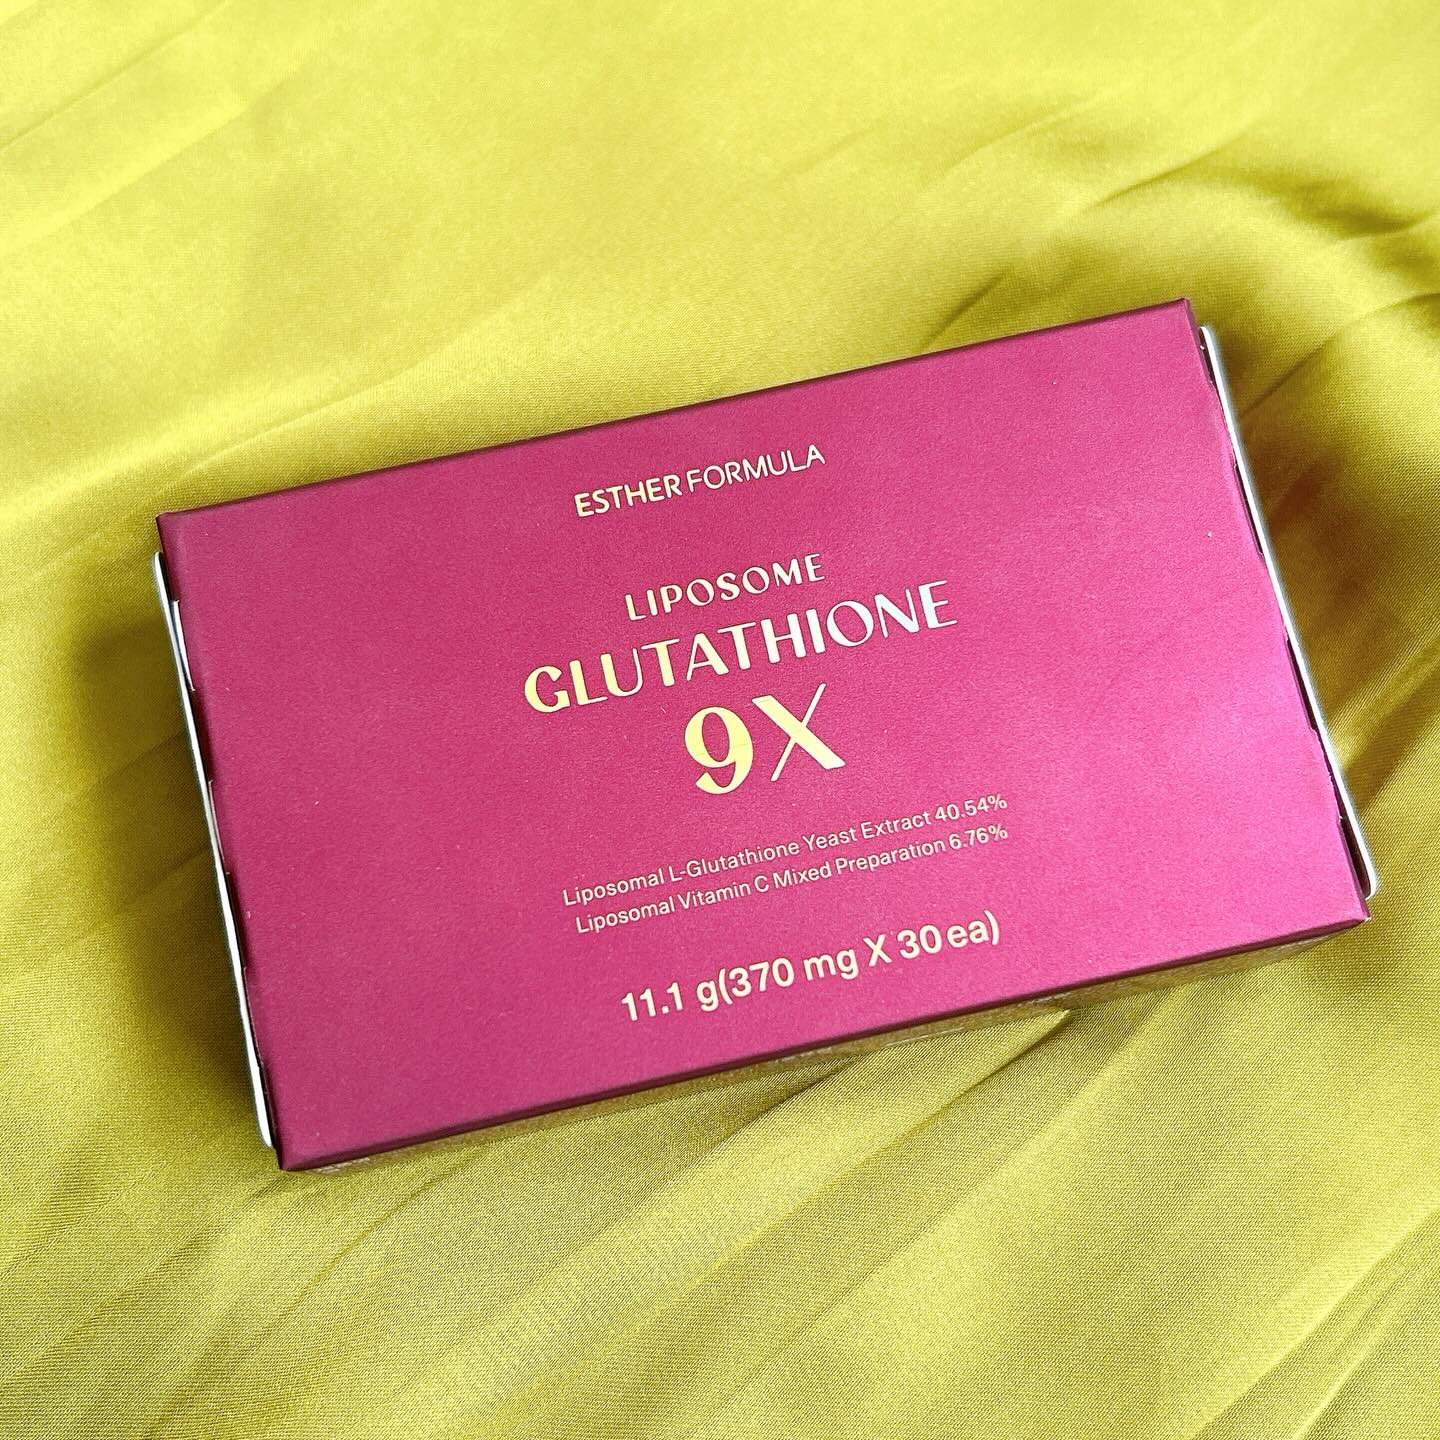 ESTHER FORMULA
LIPOSOME
GLUTATHIONE
9X
Liposomal L-Glutathione Yeast Extract 40.54%
Liposomal Vitamin C Mixed Preparation 6.76%
11.1 g(370 mg X 30 ea)